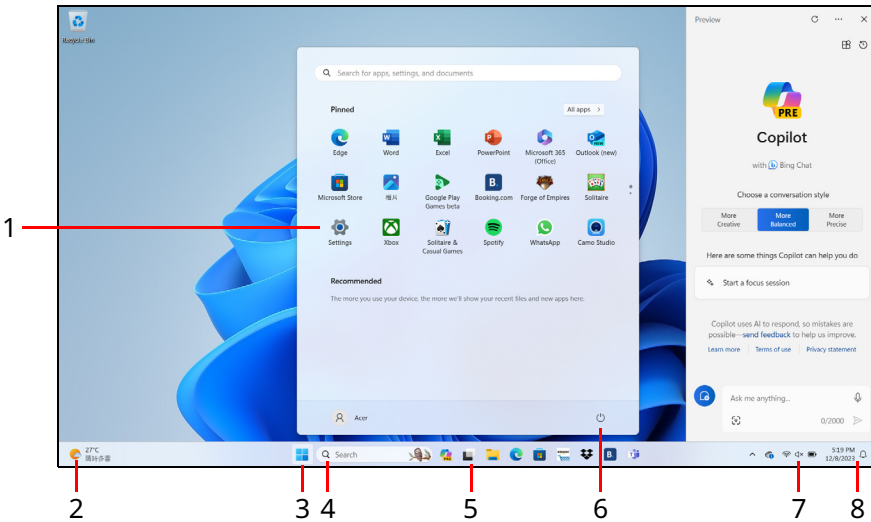 Recycle Bin
Search for apps, settings, and documents
Pinned
All apps >
Edge
Word
Excel
PowerPoint
Microsoft 365
(Office)
Outlook (new)
NEW
Microsoft Store
相片
Google Play
Games beta
B.
Booking.com
Forge of Empires
Solitaire
Settings
Xbox
Solitaire &
Casual Games
Spotify
WhatsApp
Camo Studio
Recommended
The more you use your device, the more we'll show your recent files and new apps here.
Acer
Preview
PRE
Copilot
with b Bing Chat
Choose a conversation style
More
Creative
More
Balanced
More
Precise
Here are some things Copilot can help you do
Start a focus session
Copilot uses AI to respond, so mistakes are
possible—send feedback to help us improve.
Learn more
Terms of use
Privacy statement
Ask me anything...
0/2000
27°C
Search
B.
5:19 PM
12/8/2023
1
2
3
4
5
6
7
8